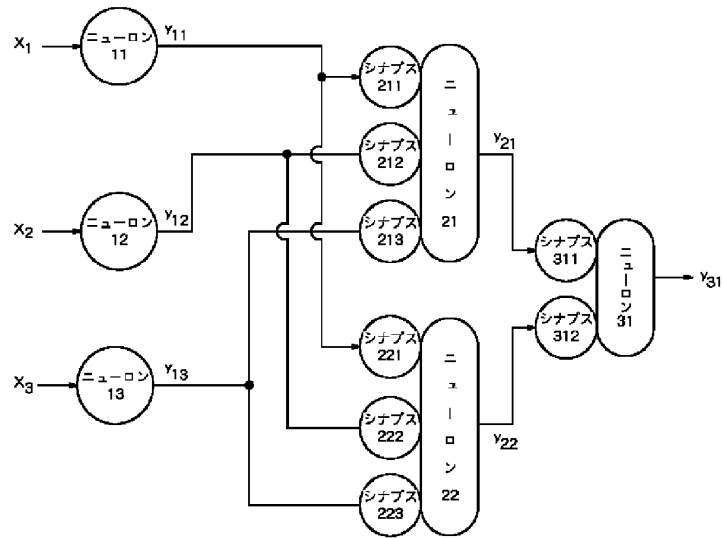 X1
ニューロン
11
y11
シナプス
211
シナプス
212
シナプス
213
ニューロン
21
y21
X2
ニューロン
12
y12
シナプス
311
シナプス
312
ニューロン
31
y31
X3
ニューロン
13
y13
シナプス
221
シナプス
222
シナプス
223
ニューロン
22
y22